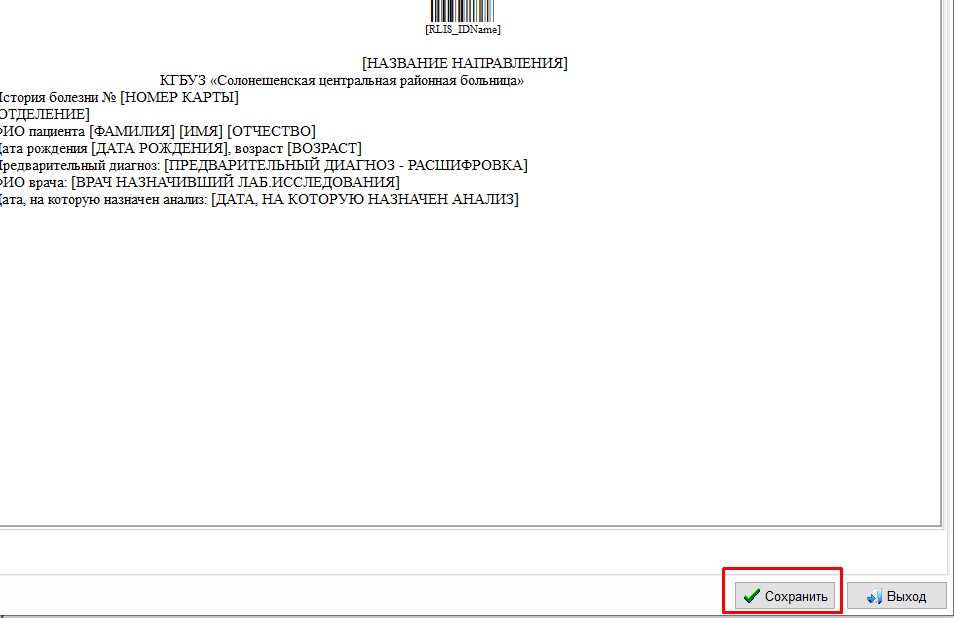 [RLIS_IDName]
[НАЗВАНИЕ НАПРАВЛЕНИЯ]
КГБУЗ «Солонешенская центральная районная больница»
История болезни № [НОМЕР КАРТЫ]
[ОТДЕЛЕНИЕ]
ФИО пациента [ФАМИЛИЯ] [ИМЯ] [ОТЧЕСТВО]
Дата рождения [ДАТА РОЖДЕНИЯ], возраст [ВОЗРАСТ]
Предварительный диагноз: [ПРЕДВАРИТЕЛЬНЫЙ ДИАГНОЗ - РАСШИФРОВКА]
ФИО врача: [ВРАЧ НАЗНАЧИВШИЙ ЛАБ.ИССЛЕДОВАНИЯ]
Дата, на которую назначен анализ: [ДАТА, НА КОТОРУЮ НАЗНАЧЕН АНАЛИЗ]
Сохранить Выход